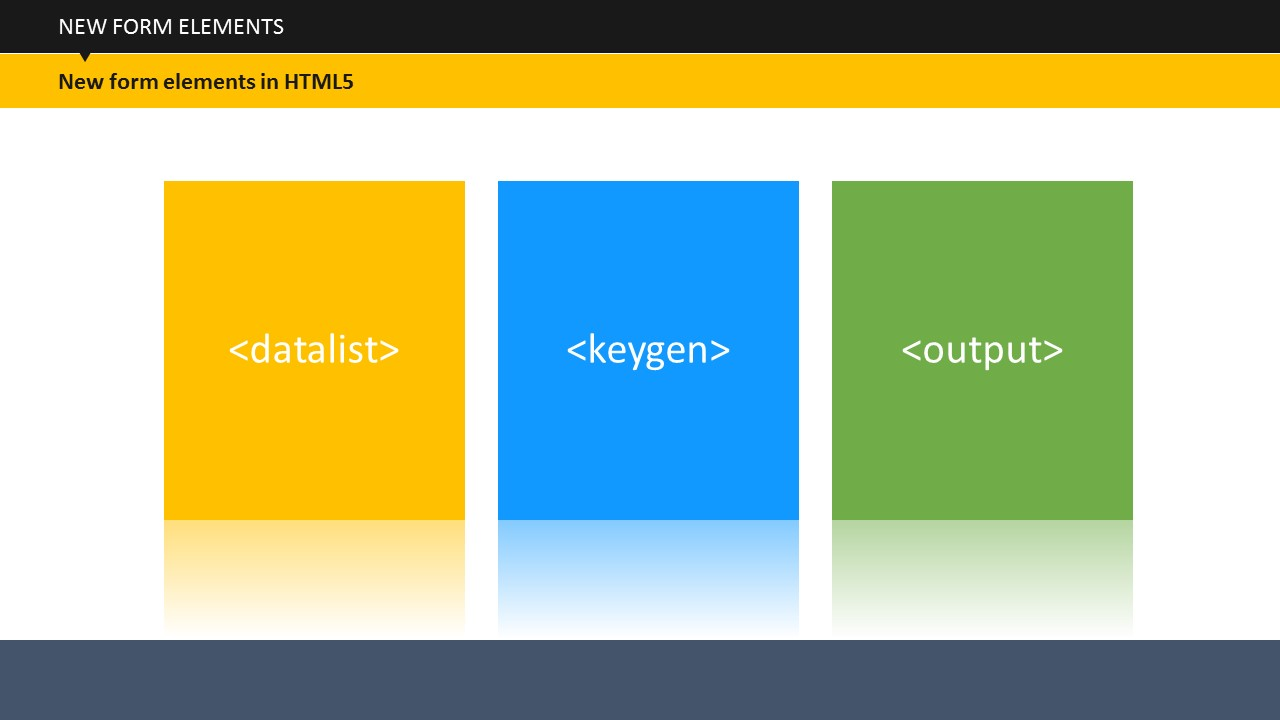 NEW FORM ELEMENTS
New form elements in HTML5
<datalist>
<keygen>
<output>